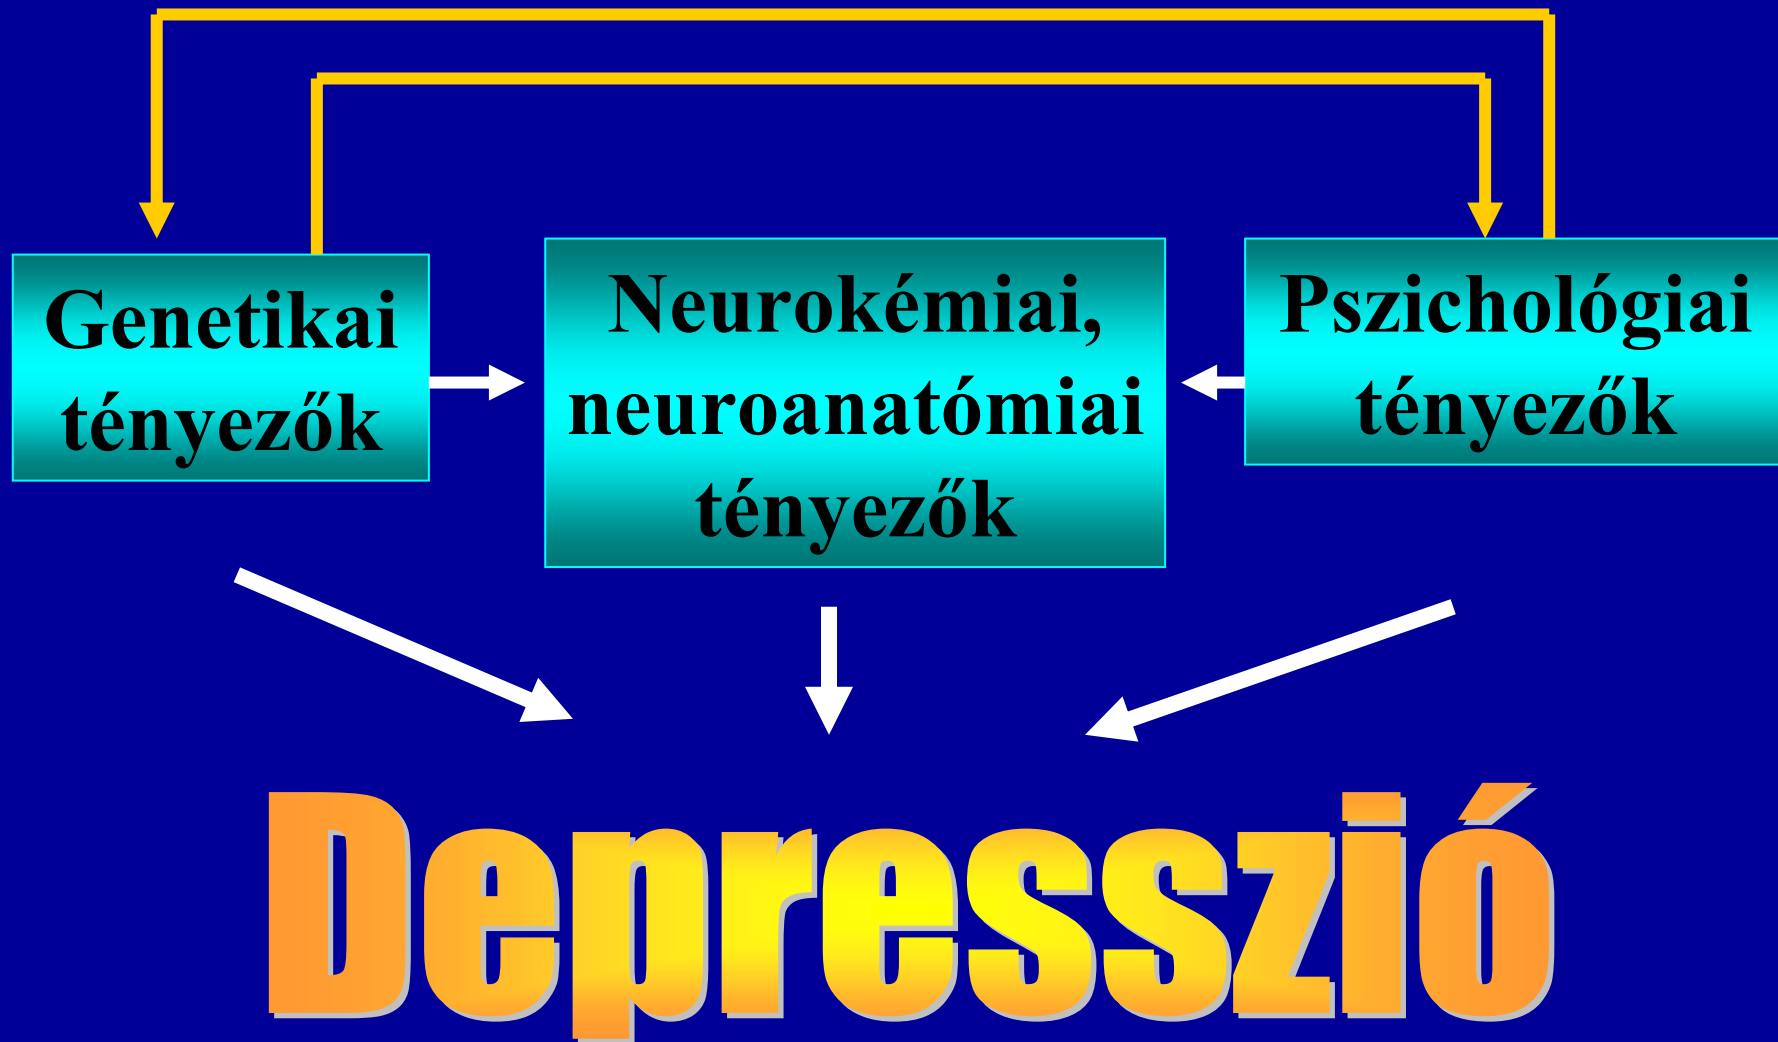 Genetikai
tényezők
Neurokémiai,
neuroanatómiai
tényezők
Pszichológiai
tényezők
Depresszió